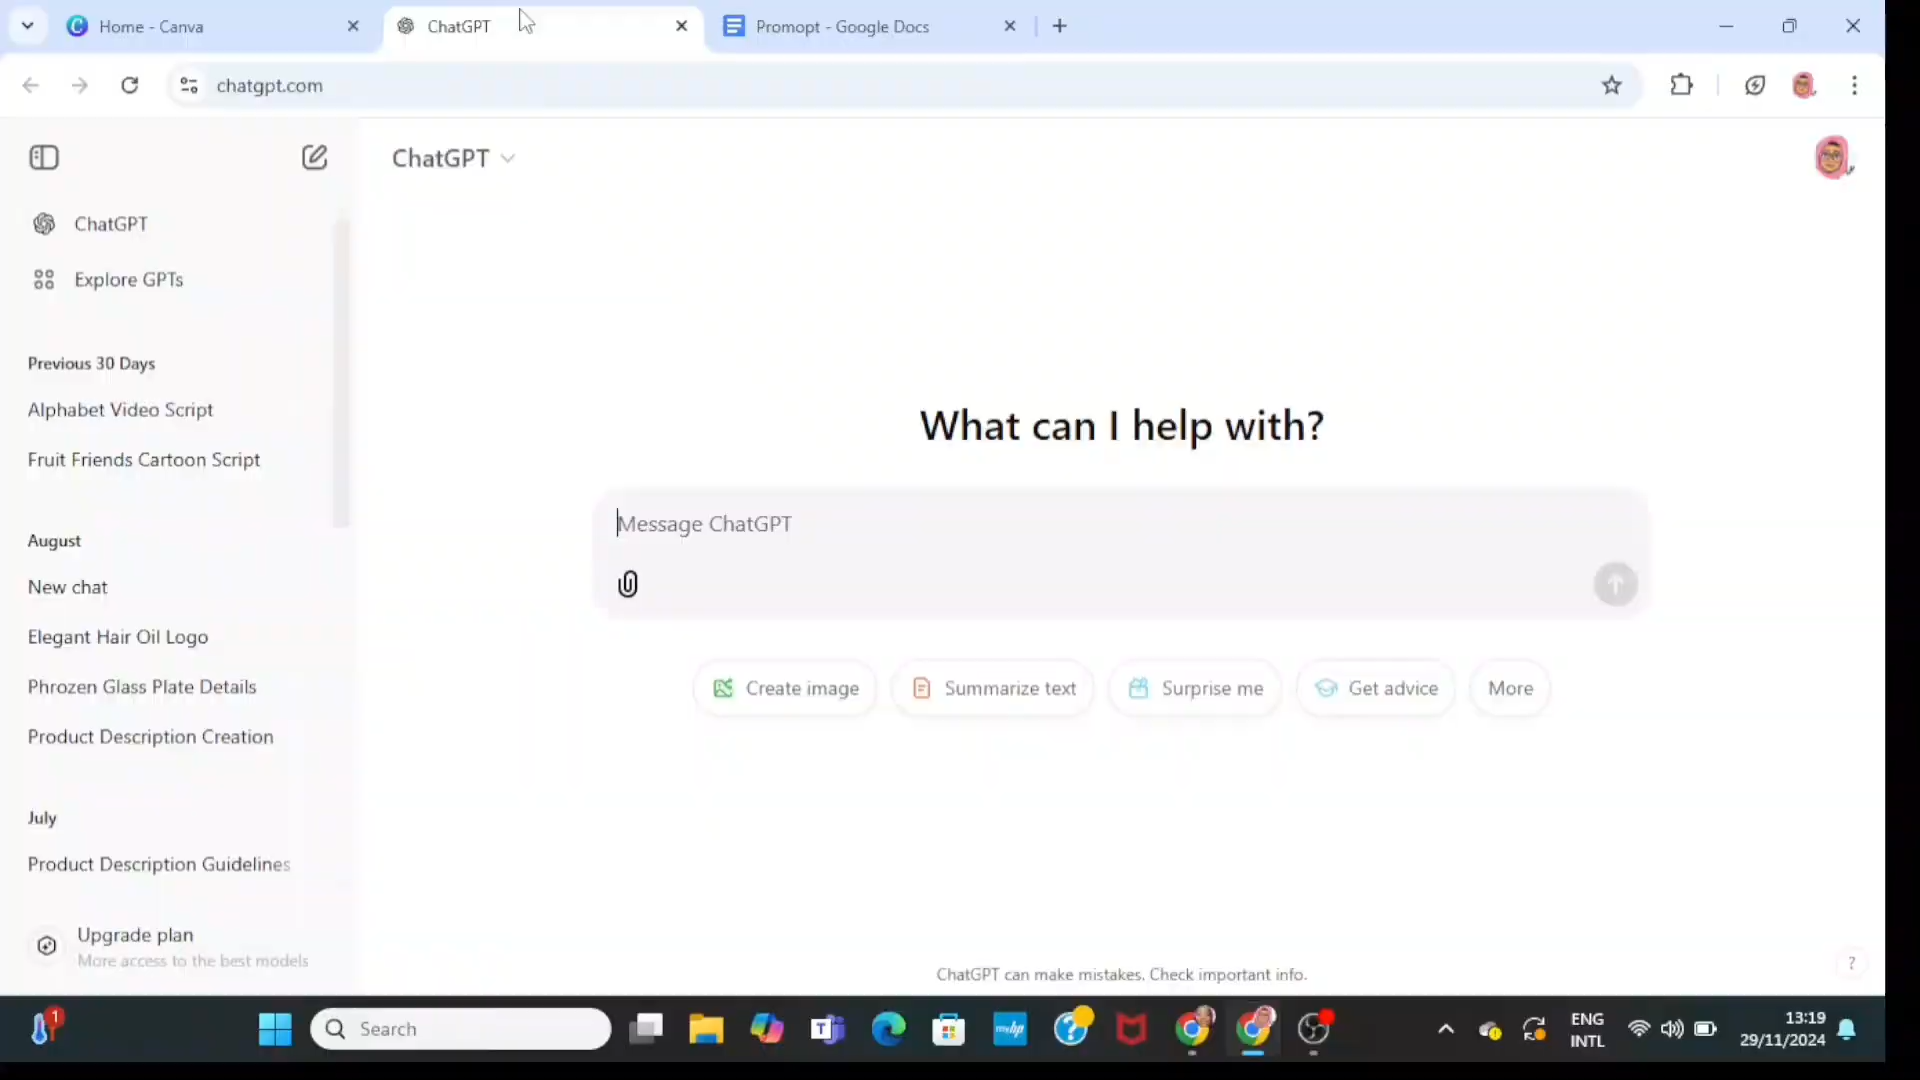 Home - Canva
ChatGPT
Promopt - Google Docs
chatgpt.com
ChatGPT
ChatGPT
Explore GPTs
Previous 30 Days
Alphabet Video Script
Fruit Friends Cartoon Script
August
New chat
Elegant Hair Oil Logo
Phrozen Glass Plate Details
Product Description Creation
July
Product Description Guidelines
Upgrade plan
More access to the best models
What can I help with?
Message ChatGPT
Create image
Summarize text
Surprise me
Get advice
More
ChatGPT can make mistakes. Check important info.
?
1
Search
myhp
ENG
INTL
13:19
29/11/2024